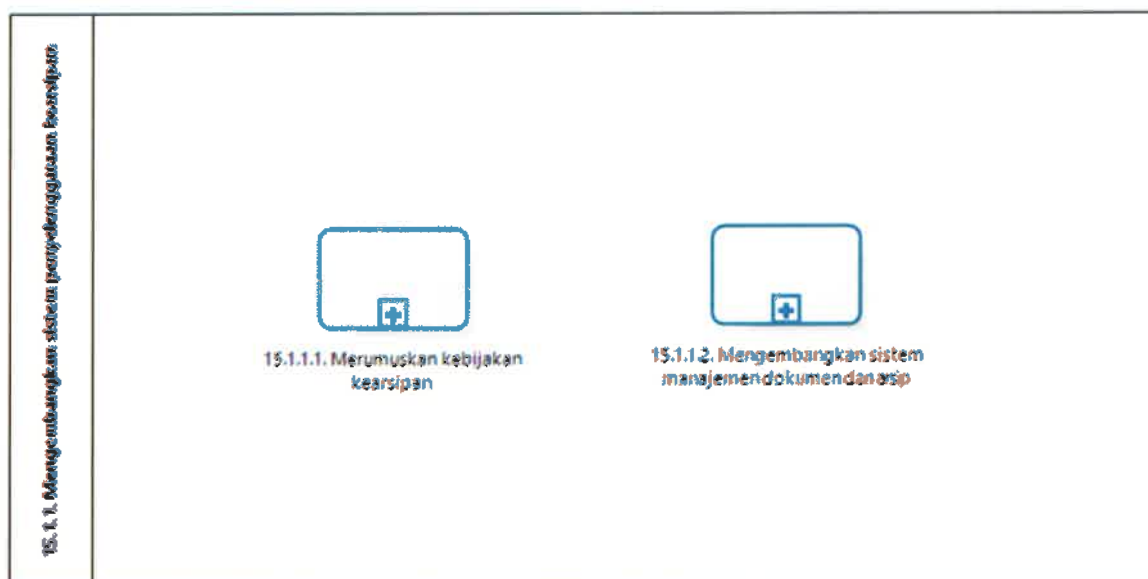 15.1.1. Mengembangkan sistem penyelenggaraan kearsipan
15.1.1.1. Merumuskan kebijakan
kearsipan
15.1.1.2. Mengembangkan sistem
manajemen dokumen dan arsip